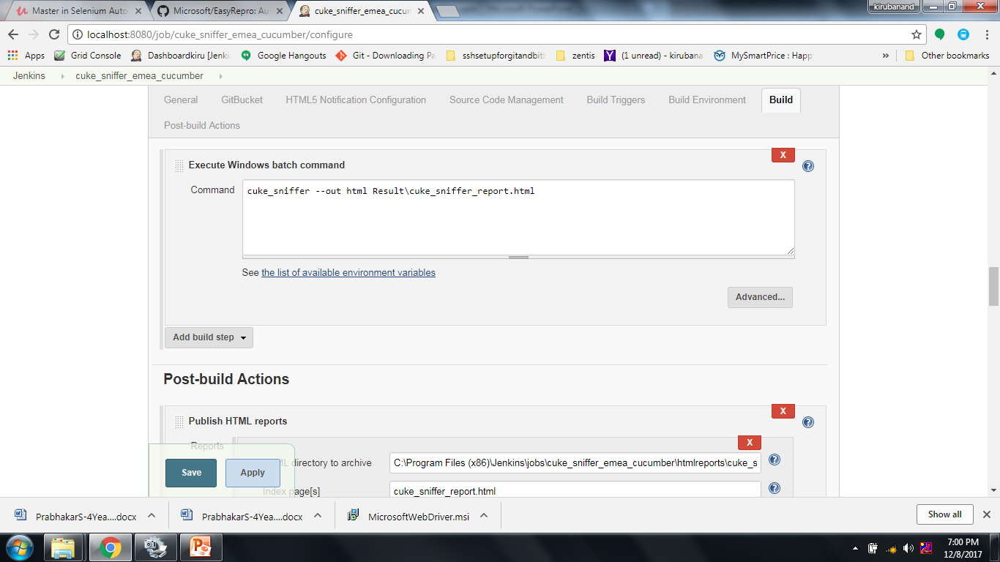 Master in Selenium Auto
Microsoft/EasyRepro: Au
cuke_sniffer_emea_cucum
kirubanand
localhost:8080/job/cuke_sniffer_emea_cucumber/configure
Apps
Grid Console
Dashboardkiru [Jenki
Google Hangouts
Git - Downloading Pa
sshsetupforgitandbitb
zentis
(1 unread) - kirubana
MySmartPrice : Happ
»
Other bookmarks
Jenkins
cuke_sniffer_emea_cucumber
General
GitBucket
HTML5 Notification Configuration
Source Code Management
Build Triggers
Build Environment
Build
Post-build Actions
X
Execute Windows batch command
Command
cuke_sniffer --out html Result\cuke_sniffer_report.html
See the list of available environment variables
Advanced...
Add build step
Post-build Actions
X
Publish HTML reports
Reports
X
directory to archive
C:\Program Files (x86)\Jenkins\jobs\cuke_sniffer_emea_cucumber\htmlreports\cuke_s
Index page[s]
cuke_sniffer_report.html
Save
Apply
PrabhakarS-4Yea....docx
PrabhakarS-4Yea....docx
MicrosoftWebDriver.msi
Show all
7:00 PM
12/8/2017